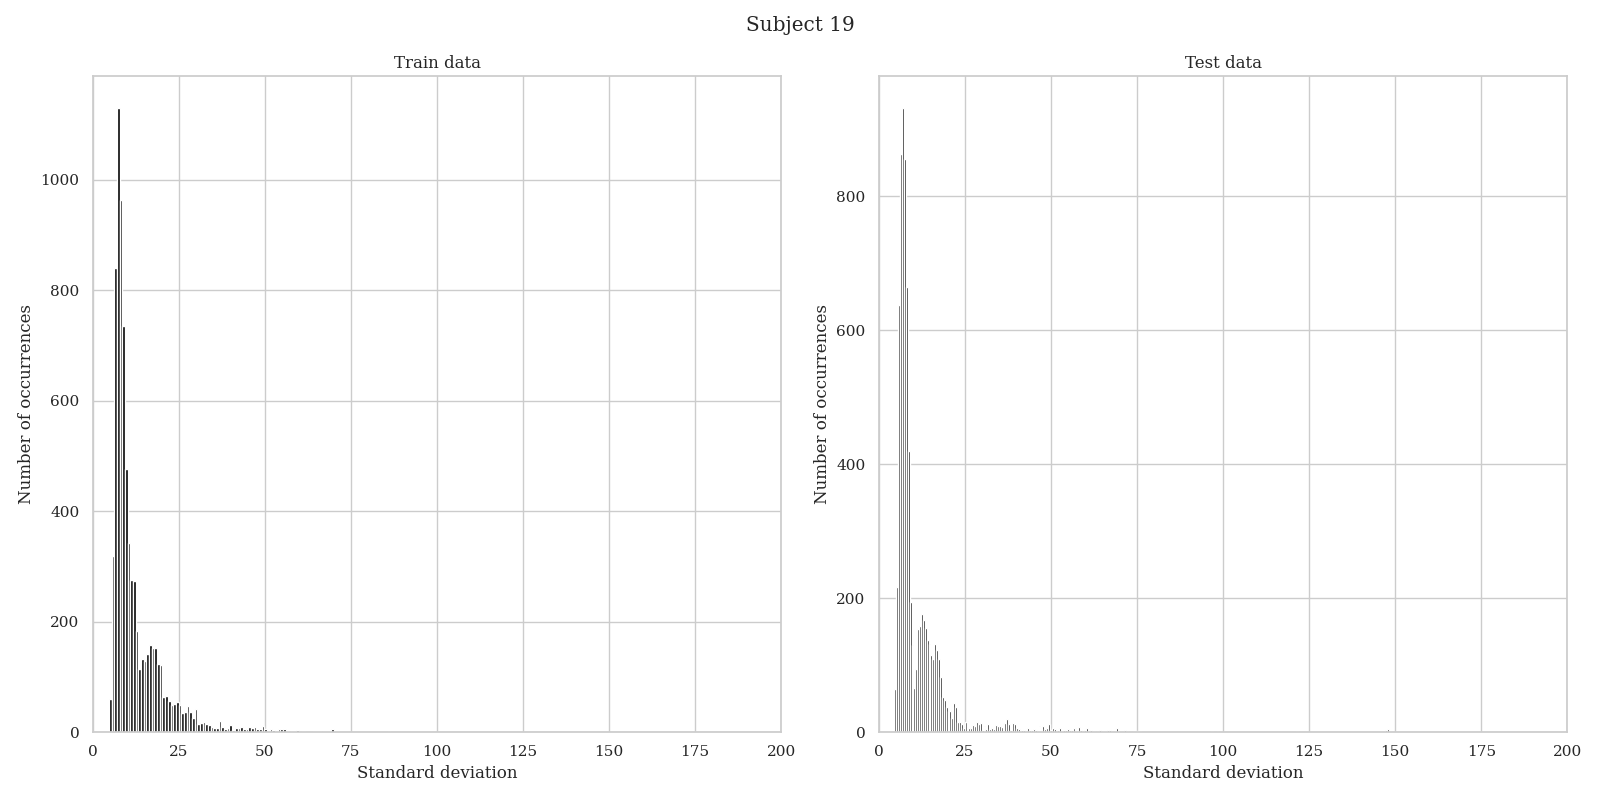 Subject 19
Train data
Number of occurrences
1000
800
600
400
200
0
0 25 50 75 100 125 150 175 200
Standard deviation
Test data
Number of occurrences
800
600
400
200
0
0 25 50 75 100 125 150 175 200
Standard deviation